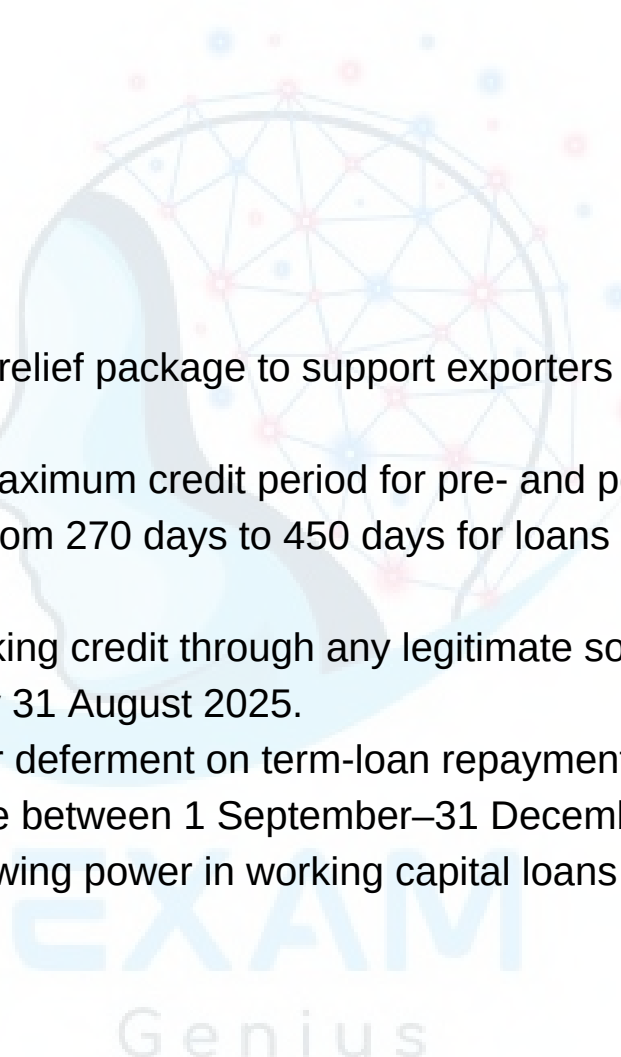 relief package to support exporters
aximum credit period for pre- and p
om 270 days to 450 days for loans
king credit through any legitimate so
31 August 2025.
r deferment on term-loan repayment
e between 1 September–31 Decemb
wing power in working capital loans
EXAM
Genius